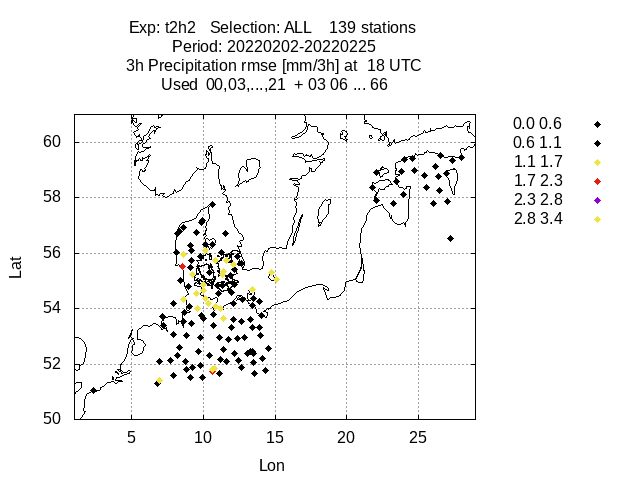 Exp: t2h2 Selection: ALL 139 stations
Period: 20220202-20220225
3h Precipitation rmse [mm/3h] at 18 UTC
Used 00,03,...,21 + 03 06 ... 66
0.0 0.6
0.6 1.1
1.1 1.7
1.7 2.3
2.3 2.8
2.8 3.4
60
58
56
54
52
50
Lat
5 10 15 20 25
Lon